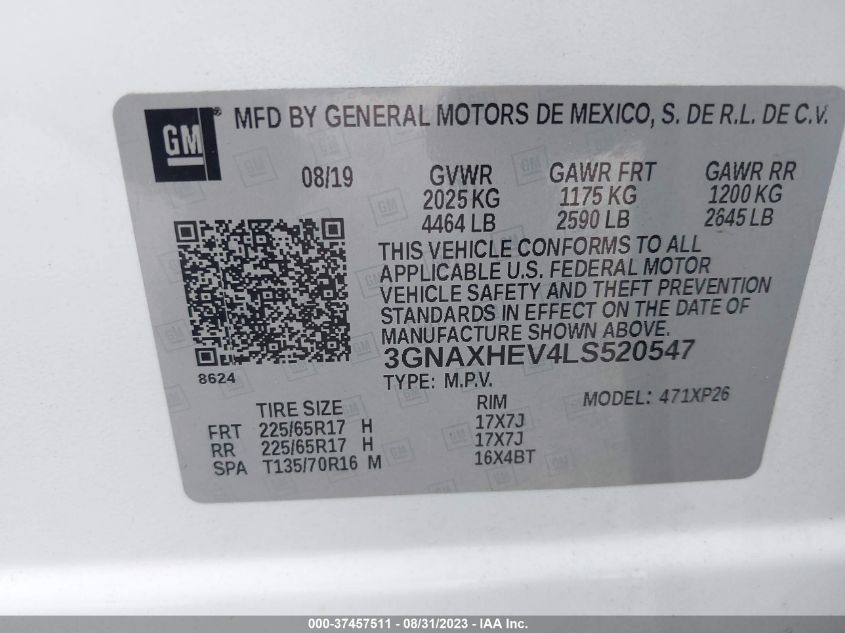 GM ® MFD BY GENERAL MOTORS DE MEXICO, S. DE R.L. DE C.V.
08/19 GVWR GAWR FRT GAWR RR
2025 KG 1175 KG 1200 KG
4464 LB 2590 LB 2645 LB
THIS VEHICLE CONFORMS TO ALL
APPLICABLE U.S. FEDERAL MOTOR
VEHICLE SAFETY AND THEFT PREVENTION
STANDARDS IN EFFECT ON THE DATE OF
MANUFACTURE SHOWN ABOVE.
3GNAXHEV4LS520547
8624 TYPE: M.P.V. MODEL: 471XP26
TIRE SIZE RIM
FRT 225/65R17 H 17X7J
RR 225/65R17 H 17X7J
SPA T135/70R16 M 16X4BT
000-37457511 - 08/31/2023 - IAA Inc.